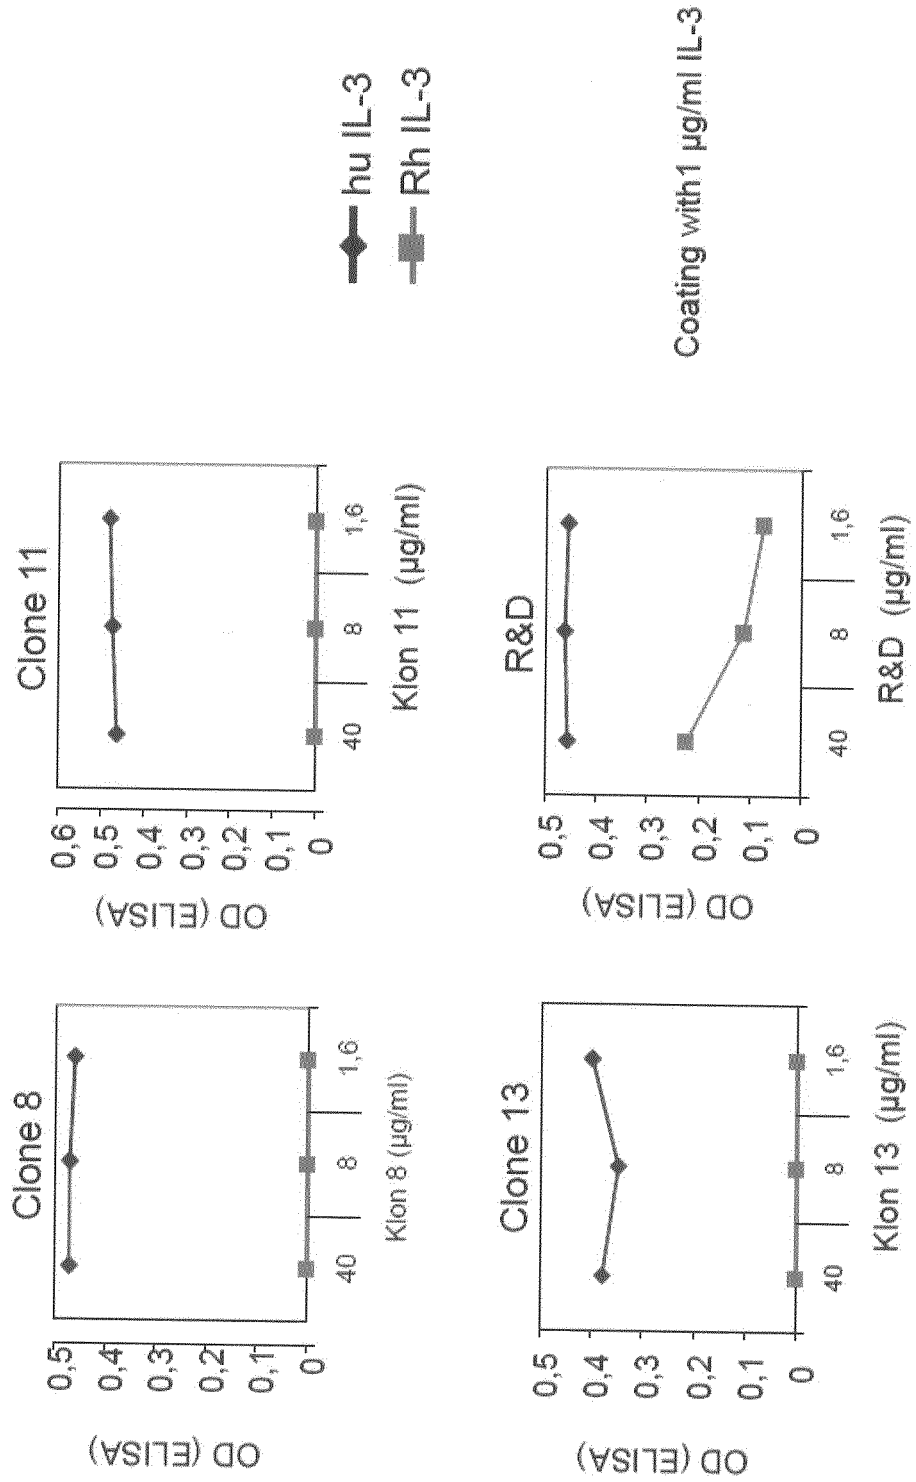 Clone 8
OD (ELISA)
0,5
0,4
0,3
0,2
0,1
0
40
8
1,6
Klon 8 (µg/ml)
Clone 11
OD (ELISA)
0,6
0,5
0,4
0,3
0,2
0,1
0
40
8
1,6
Klon 11 (µg/ml)
hu IL-3
Rh IL-3
Clone 13
OD (ELISA)
0,5
0,4
0,3
0,2
0,1
0
40
8
1,6
Klon 13 (µg/ml)
R&D
OD (ELISA)
0,5
0,4
0,3
0,2
0,1
0
40
8
1,6
R&D (µg/ml)
Coating with1 µg/ml IL-3